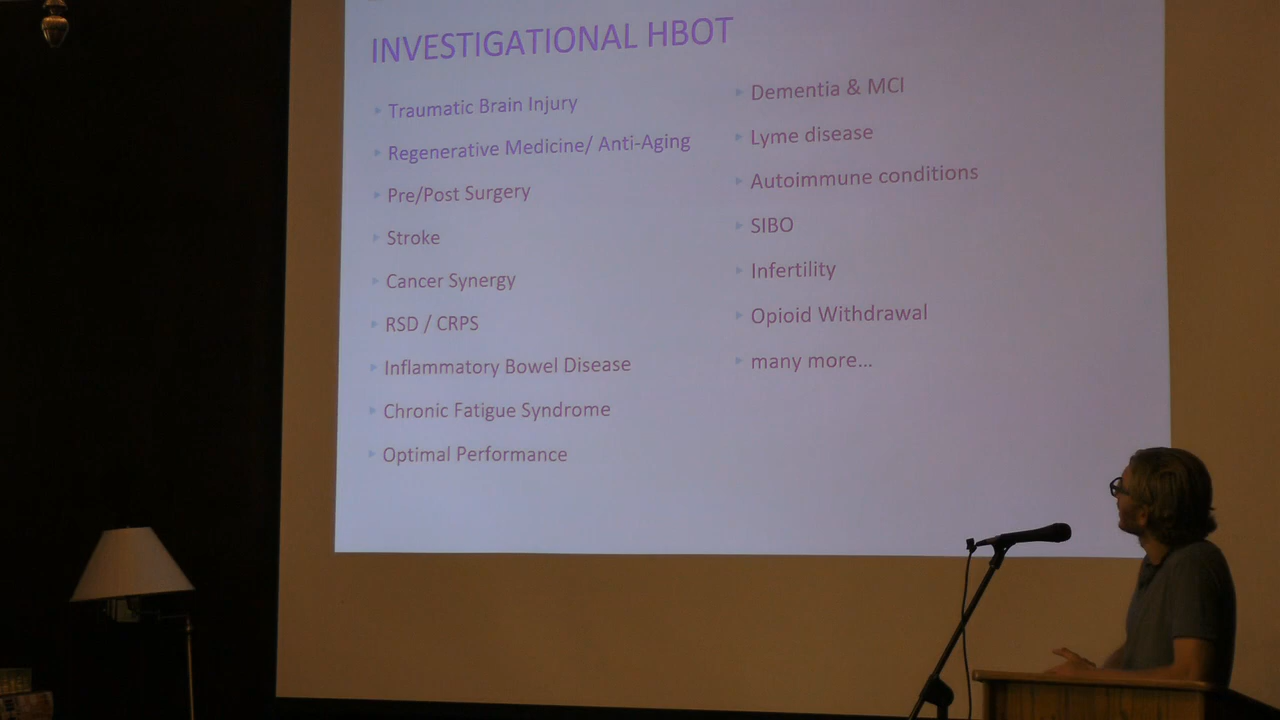 INVESTIGATIONAL HBOT
Traumatic Brain Injury
Regenerative Medicine/ Anti-Aging
Pre/Post Surgery
Stroke
Cancer Synergy
RSD / CRPS
Inflammatory Bowel Disease
Chronic Fatigue Syndrome
Optimal Performance
Dementia & MCI
Lyme disease
Autoimmune conditions
SIBO
Infertility
Opioid Withdrawal
many more...